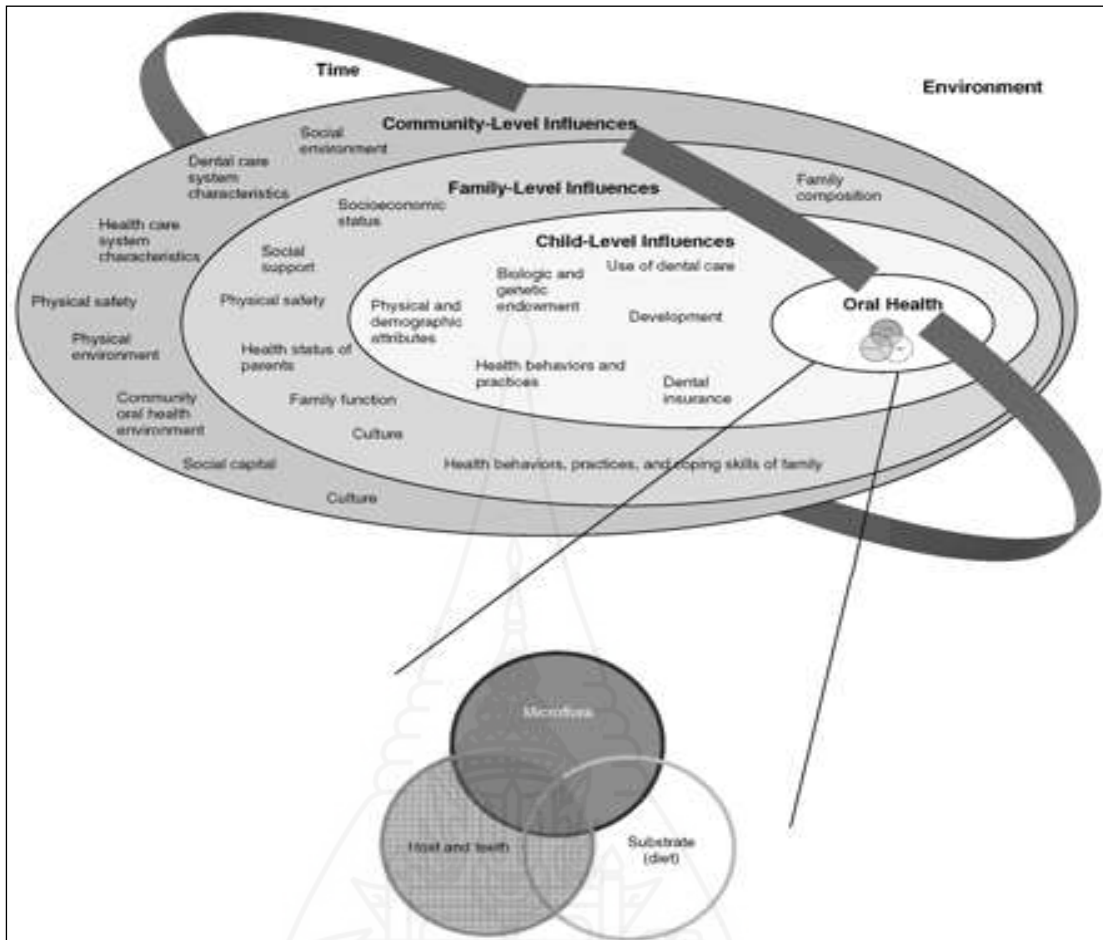 Time
Environment
Community-Level Influences
Social
environment
Dental care
system
characteristics
Health care
system
characteristics
Physical safety
Physical
environment
Community
oral health
environment
Social capital
Culture
Family-Level Influences
Family
composition
Socioeconomic
status
Social
support
Physical safety
Health status of
parents
Family function
Culture
Health behaviors, practices, and coping skills of family
Child-Level Influences
Use of dental care
Biologic and
genetic
endowment
Physical and
demographic
attributes
Development
Health behaviors and
practices
Dental
insurance
Oral Health
Microflora
Host and teeth
Substrate
(diet)